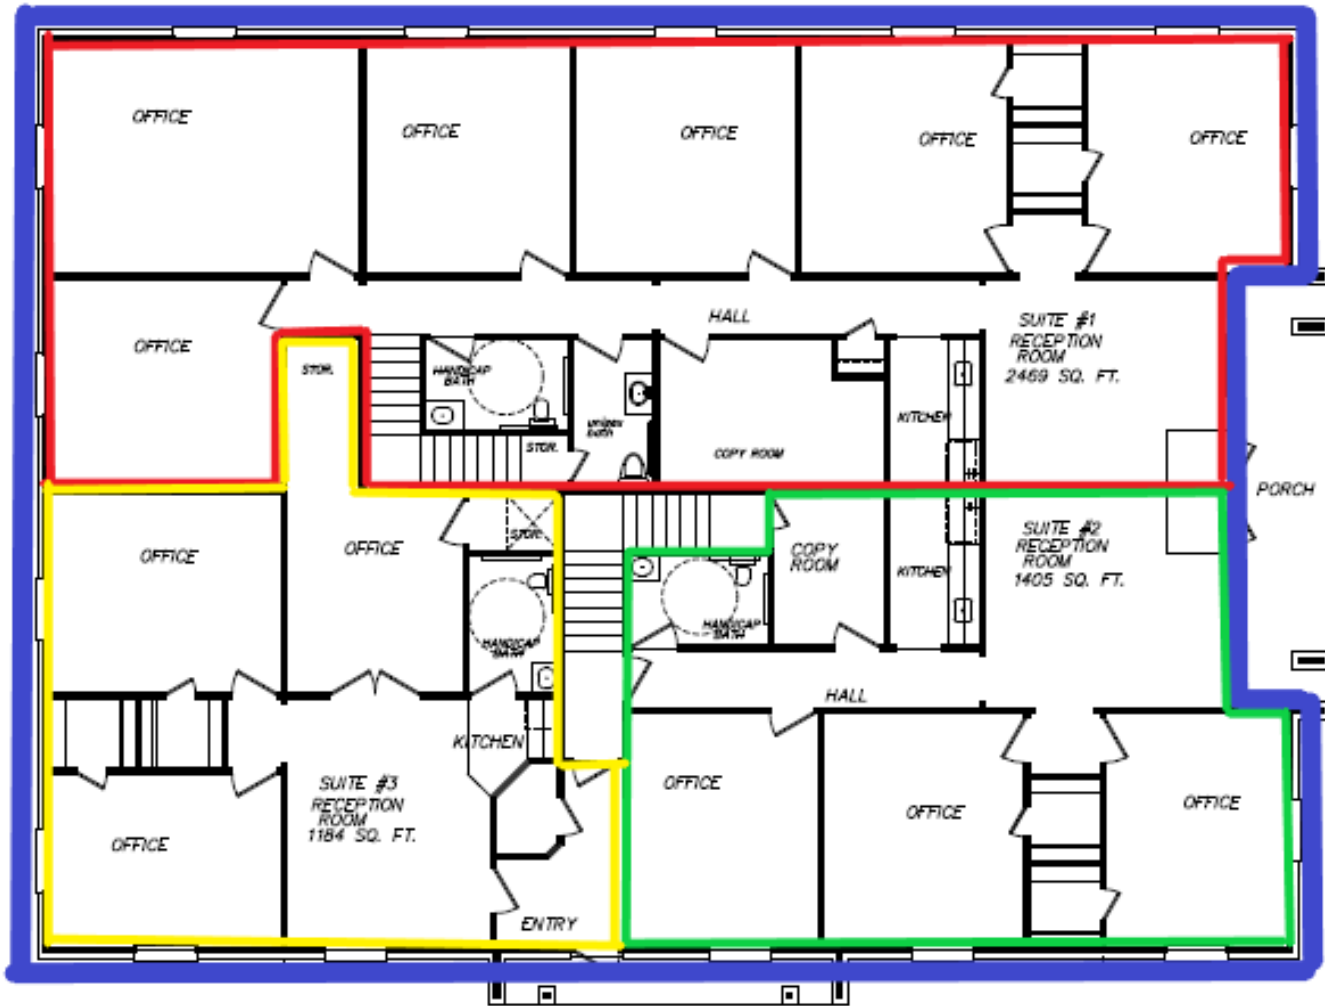 OFFICE
OFFICE
OFFICE
OFFICE
OFFICE
OFFICE
HALL
SUITE #1
RECEPTION
ROOM
2469 SQ. FT.
STOR.
HANDICAP
BATH
unisex
bath
STOR.
COPY ROOM
KITCHEN
PORCH
OFFICE
OFFICE
STOR.
HANDICAP
BATH
COPY
ROOM
KITCHEN
SUITE #2
RECEPTION
ROOM
1405 SQ. FT.
HANDICAP
BATH
HALL
KITCHEN
SUITE #3
RECEPTION
ROOM
1184 SQ. FT.
OFFICE
OFFICE
OFFICE
OFFICE
ENTRY